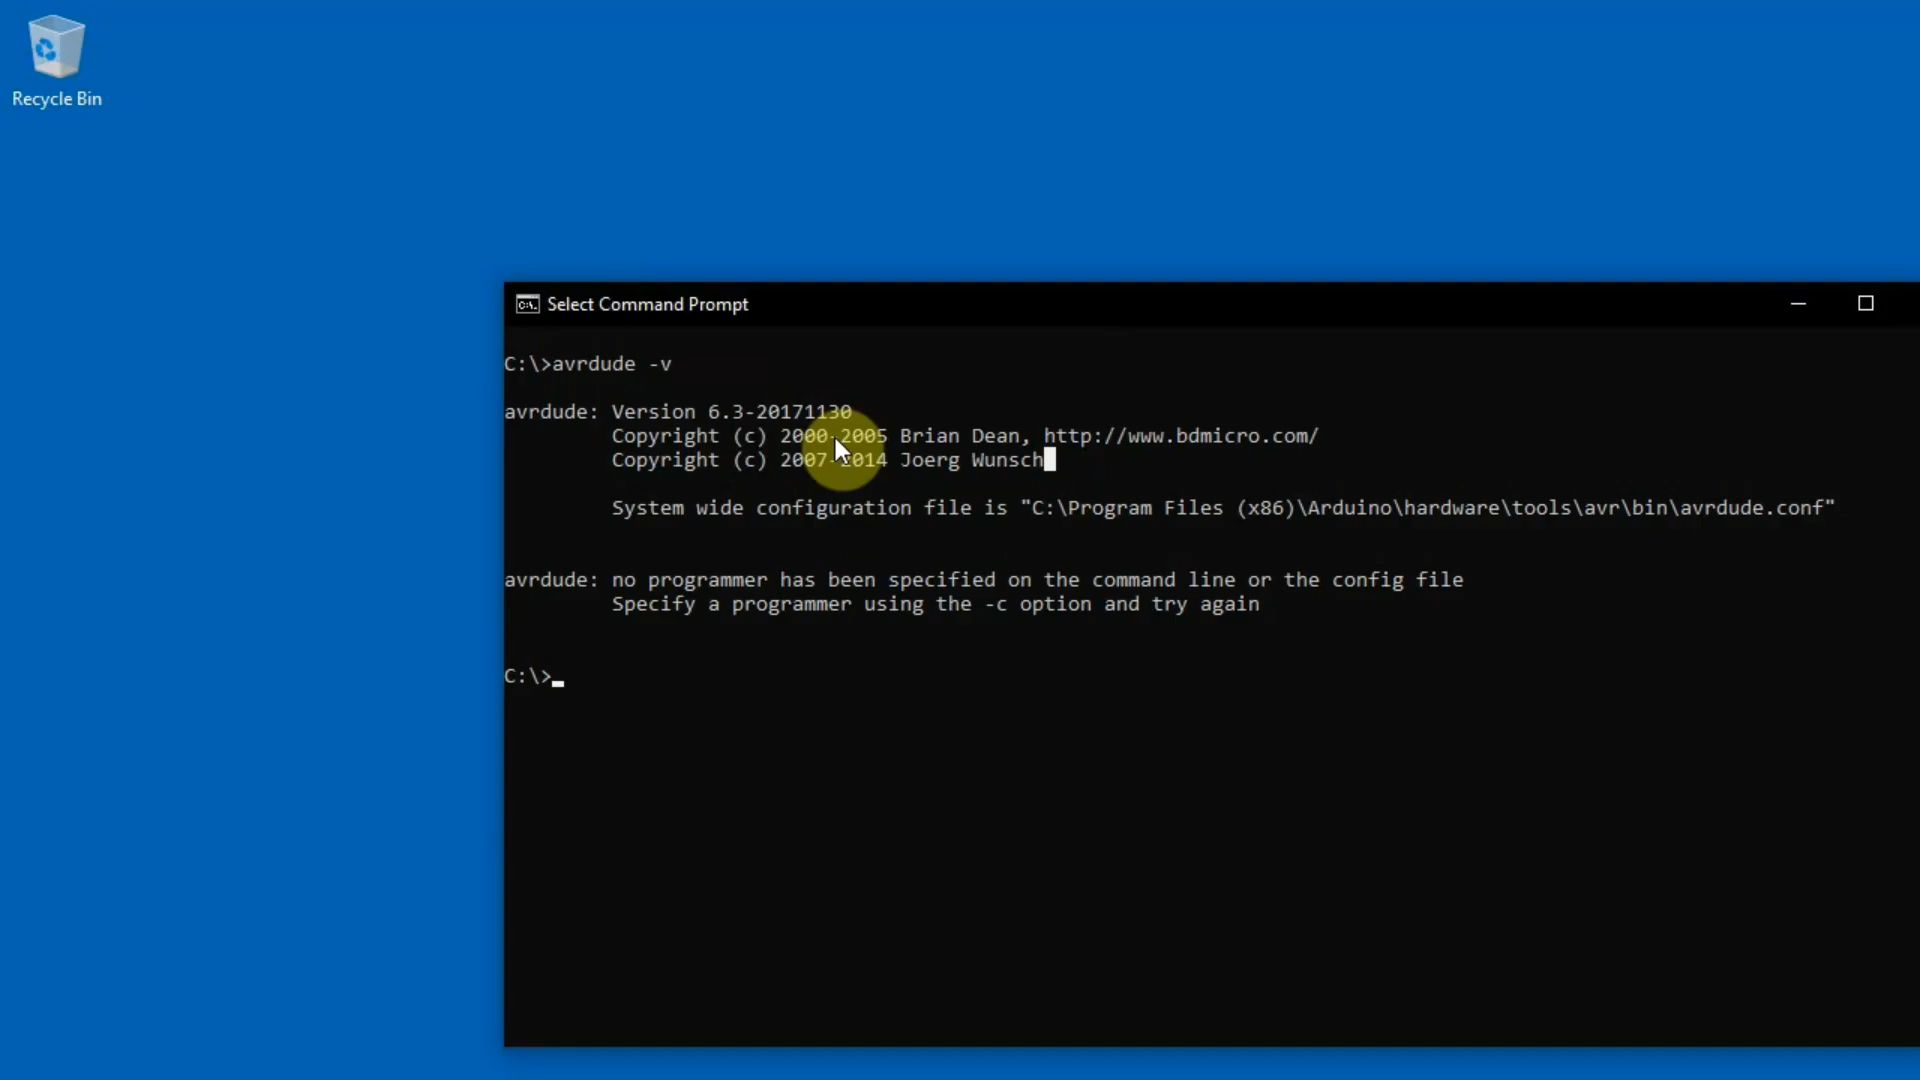 Recycle Bin
Select Command Prompt
C:\>avrdude -v
avrdude: Version 6.3-20171130
Copyright (c) 2000-2005 Brian Dean, http://www.bdmicro.com/
Copyright (c) 2007-2014 Joerg Wunsch
System wide configuration file is "C:\Program Files (x86)\Arduino\hardware\tools\avr\bin\avrdude.conf"
avrdude: no programmer has been specified on the command line or the config file
Specify a programmer using the -c option and try again
C:\>